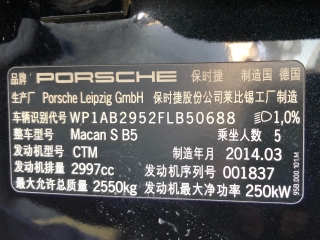 品牌 PORSCHE 保时捷 制造国 德国
生产厂 Porsche Leipzig GmbH 保时捷股份公司莱比锡工厂制造
车辆识别代号 WP1AB2952FLB50688 1,0%
整车型号 Macan S B5 乘坐人数 5
发动机型号 CTM 制造年月 2014.03
发动机排量 2997cc 发动机序列号 001837
最大允许总质量 2550kg 发动机最大净功率 250kW